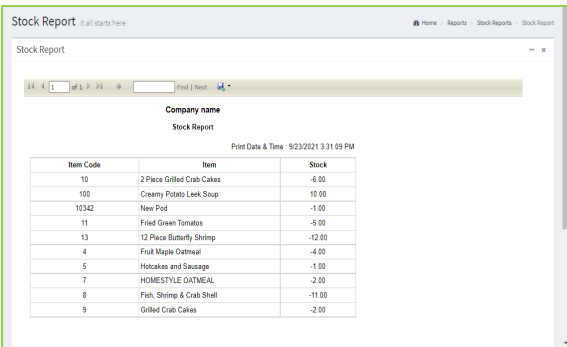 Stock Report It all starts here
Home > Reports > Stock Reports > Stock Report
Stock Report
1 of 1 Find | Next
Company name
Stock Report
Print Date & Time : 9/23/2021 3:31:09 PM
Item Code Item Stock
10 2 Piece Grilled Crab Cakes -6.00
100 Creamy Potato Leek Soup 10.00
10342 New Pod -1.00
11 Fried Green Tomatos -5.00
13 12 Piece Butterfly Shrimp -12.00
4 Fruit Maple Oatmeal -4.00
5 Hotcakes and Sausage -1.00
7 HOMESTYLE OATMEAL -2.00
8 Fish, Shrimp & Crab Shell -11.00
9 Grilled Crab Cakes -2.00